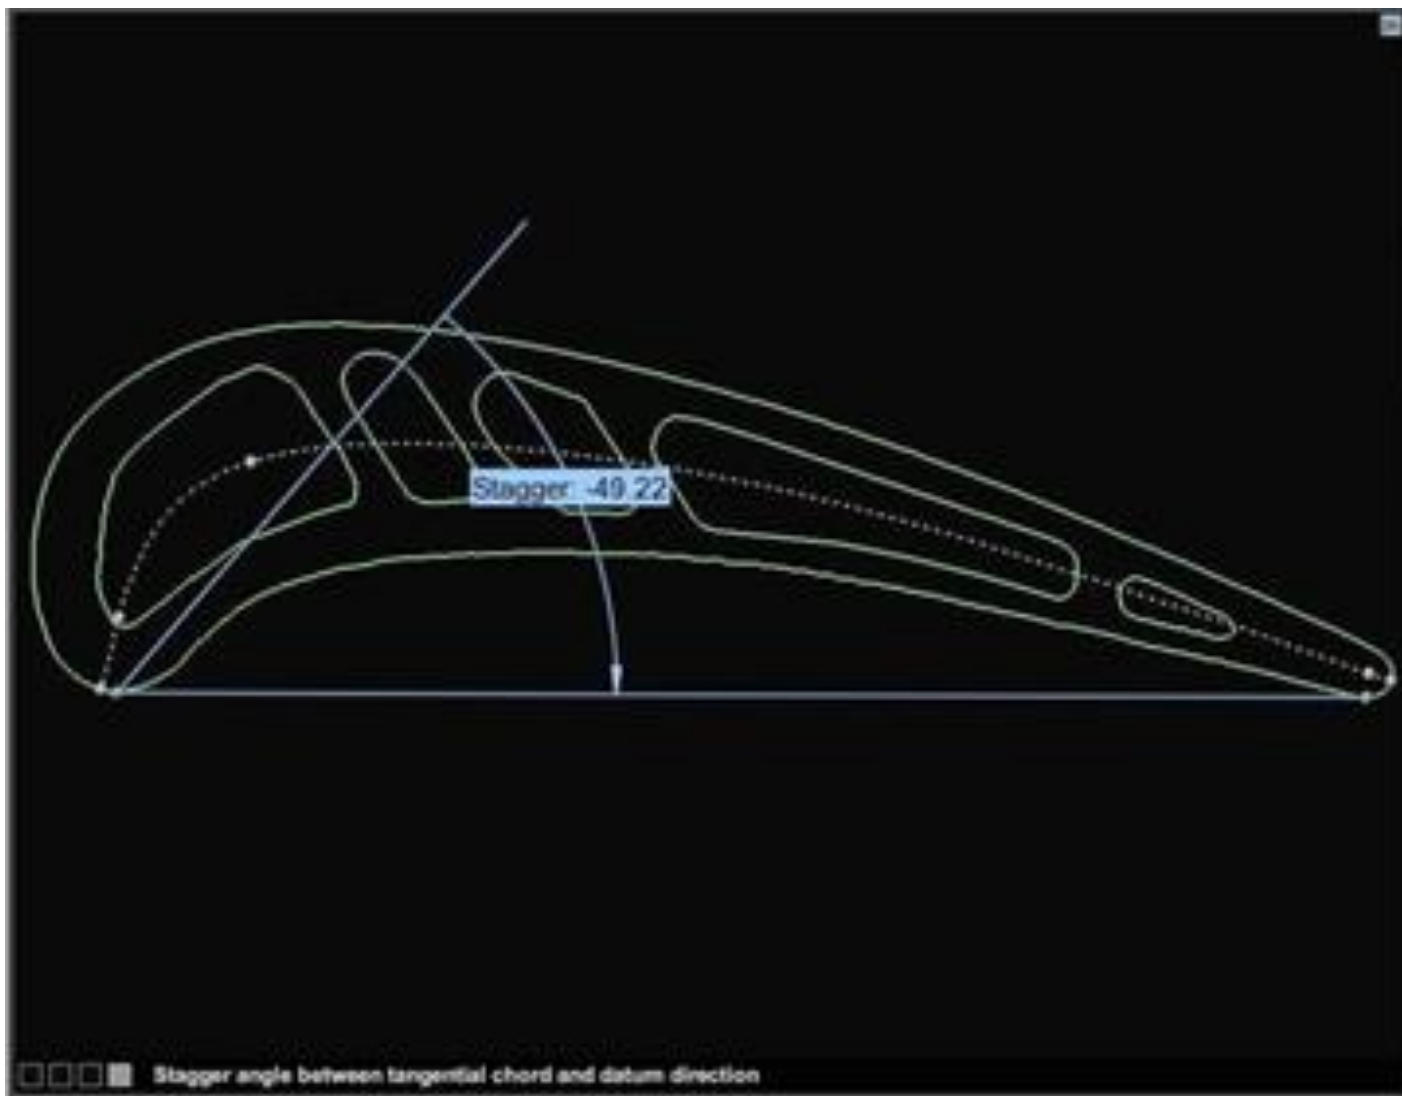 Stagger: -49.22
Stagger angle between tangential chord and datum direction